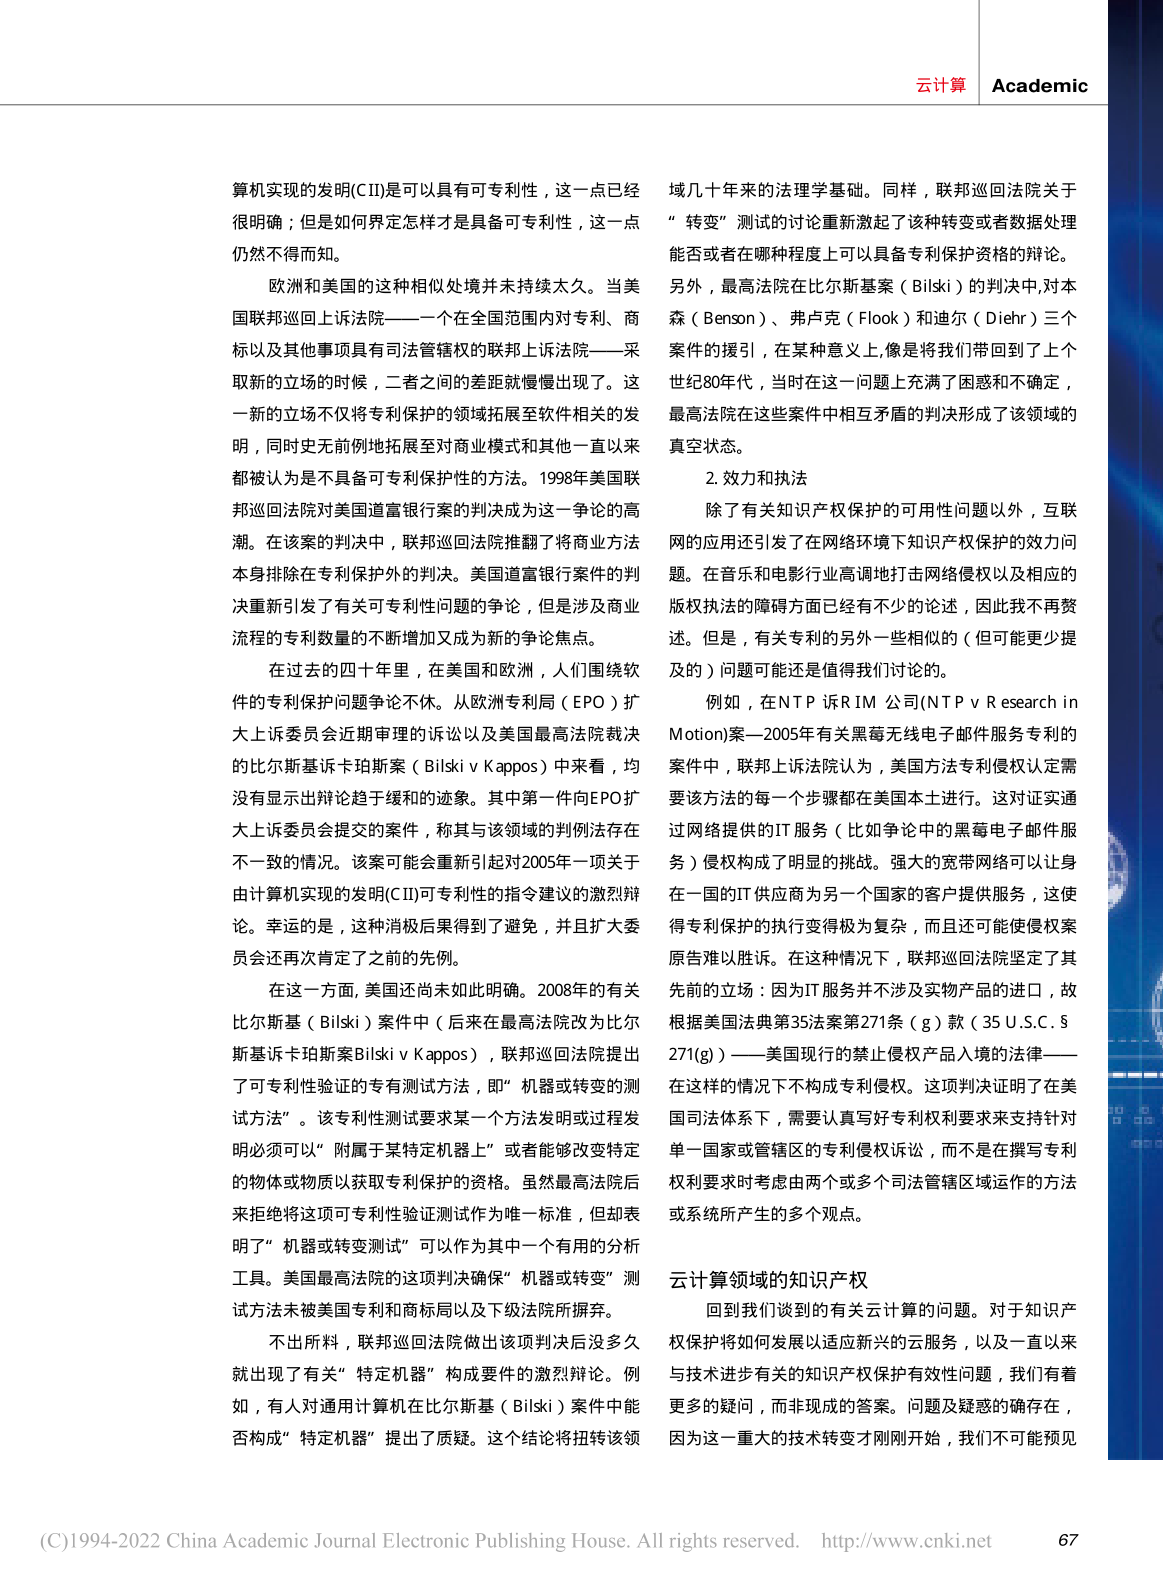 云计算 Academic
算机实现的发明(CII)是可以具有可专利性，这一点已经
很明确；但是如何界定怎样才是具备可专利性，这一点
仍然不得而知。
欧洲和美国的这种相似处境并未持续太久。当美
国联邦巡回上诉法院——一个在全国范围内对专利、商
标以及其他事项具有司法管辖权的联邦上诉法院——采
取新的立场的时候，二者之间的差距就慢慢出现了。这
一新的立场不仅将专利保护的领域拓展至软件相关的发
明，同时史无前例地拓展至对商业模式和其他一直以来
都被认为是不具备可专利保护性的方法。1998年美国联
邦巡回法院对美国道富银行案的判决成为这一争论的高
潮。在该案的判决中，联邦巡回法院推翻了将商业方法
本身排除在专利保护外的判决。美国道富银行案件的判
决重新引发了有关可专利性问题的争论，但是涉及商业
流程的专利数量的不断增加又成为新的争论焦点。
在过去的四十年里，在美国和欧洲，人们围绕软
件的专利保护问题争论不休。从欧洲专利局（EPO）扩
大上诉委员会近期审理的诉讼以及美国最高法院裁决
的比尔斯基诉卡珀斯案（Bilski v Kappos）中来看，均
没有显示出辩论趋于缓和的迹象。其中第一件向EPO扩
大上诉委员会提交的案件，称其与该领域的判例法存在
不一致的情况。该案可能会重新引起对2005年一项关于
由计算机实现的发明(CII)可专利性的指令建议的激烈辩
论。幸运的是，这种消极后果得到了避免，并且扩大委
员会还再次肯定了之前的先例。
在这一方面, 美国还尚未如此明确。2008年的有关
比尔斯基（Bilski）案件中（后来在最高法院改为比尔
斯基诉卡珀斯案Bilski v Kappos），联邦巡回法院提出
了可专利性验证的专有测试方法，即“机器或转变的测
试方法”。该专利性测试要求某一个方法发明或过程发
明必须可以“附属于某特定机器上”或者能够改变特定
的物体或物质以获取专利保护的资格。虽然最高法院后
来拒绝将这项可专利性验证测试作为唯一标准，但却表
明了“机器或转变测试”可以作为其中一个有用的分析
工具。美国最高法院的这项判决确保“机器或转变”测
试方法未被美国专利和商标局以及下级法院所摒弃。
不出所料，联邦巡回法院做出该项判决后没多久
就出现了有关“特定机器”构成要件的激烈辩论。例
如，有人对通用计算机在比尔斯基（Bilski）案件中能
否构成“特定机器”提出了质疑。这个结论将扭转该领
域几十年来的法理学基础。同样，联邦巡回法院关于
“转变”测试的讨论重新激起了该种转变或者数据处理
能否或者在哪种程度上可以具备专利保护资格的辩论。
另外，最高法院在比尔斯基案（Bilski）的判决中,对本
森（Benson）、弗卢克（Flook）和迪尔（Diehr）三个
案件的援引，在某种意义上,像是将我们带回到了上个
世纪80年代，当时在这一问题上充满了困惑和不确定，
最高法院在这些案件中相互矛盾的判决形成了该领域的
真空状态。
2. 效力和执法
除了有关知识产权保护的可用性问题以外，互联
网的应用还引发了在网络环境下知识产权保护的效力问
题。在音乐和电影行业高调地打击网络侵权以及相应的
版权执法的障碍方面已经有不少的论述，因此我不再赘
述。但是，有关专利的另外一些相似的（但可能更少提
及的）问题可能还是值得我们讨论的。
例如，在NTP 诉RIM 公司(NTP v Research in
Motion)案—2005年有关黑莓无线电子邮件服务专利的
案件中，联邦上诉法院认为，美国方法专利侵权认定需
要该方法的每一个步骤都在美国本土进行。这对证实通
过网络提供的IT服务（比如争论中的黑莓电子邮件服
务）侵权构成了明显的挑战。强大的宽带网络可以让身
在一国的IT供应商为另一个国家的客户提供服务，这使
得专利保护的执行变得极为复杂，而且还可能使侵权案
原告难以胜诉。在这种情况下，联邦巡回法院坚定了其
先前的立场：因为IT服务并不涉及实物产品的进口，故
根据美国法典第35法案第271条（g）款（35 U.S.C. §
271(g)）——美国现行的禁止侵权产品入境的法律——
在这样的情况下不构成专利侵权。这项判决证明了在美
国司法体系下，需要认真写好专利权利要求来支持针对
单一国家或管辖区的专利侵权诉讼，而不是在撰写专利
权利要求时考虑由两个或多个司法管辖区域运作的方法
或系统所产生的多个观点。
云计算领域的知识产权
回到我们谈到的有关云计算的问题。对于知识产
权保护将如何发展以适应新兴的云服务，以及一直以来
与技术进步有关的知识产权保护有效性问题，我们有着
更多的疑问，而非现成的答案。问题及疑惑的确存在，
因为这一重大的技术转变才刚刚开始，我们不可能预见
(C)1994-2022 China Academic Journal Electronic Publishing House. All rights reserved. http://www.cnki.net 67